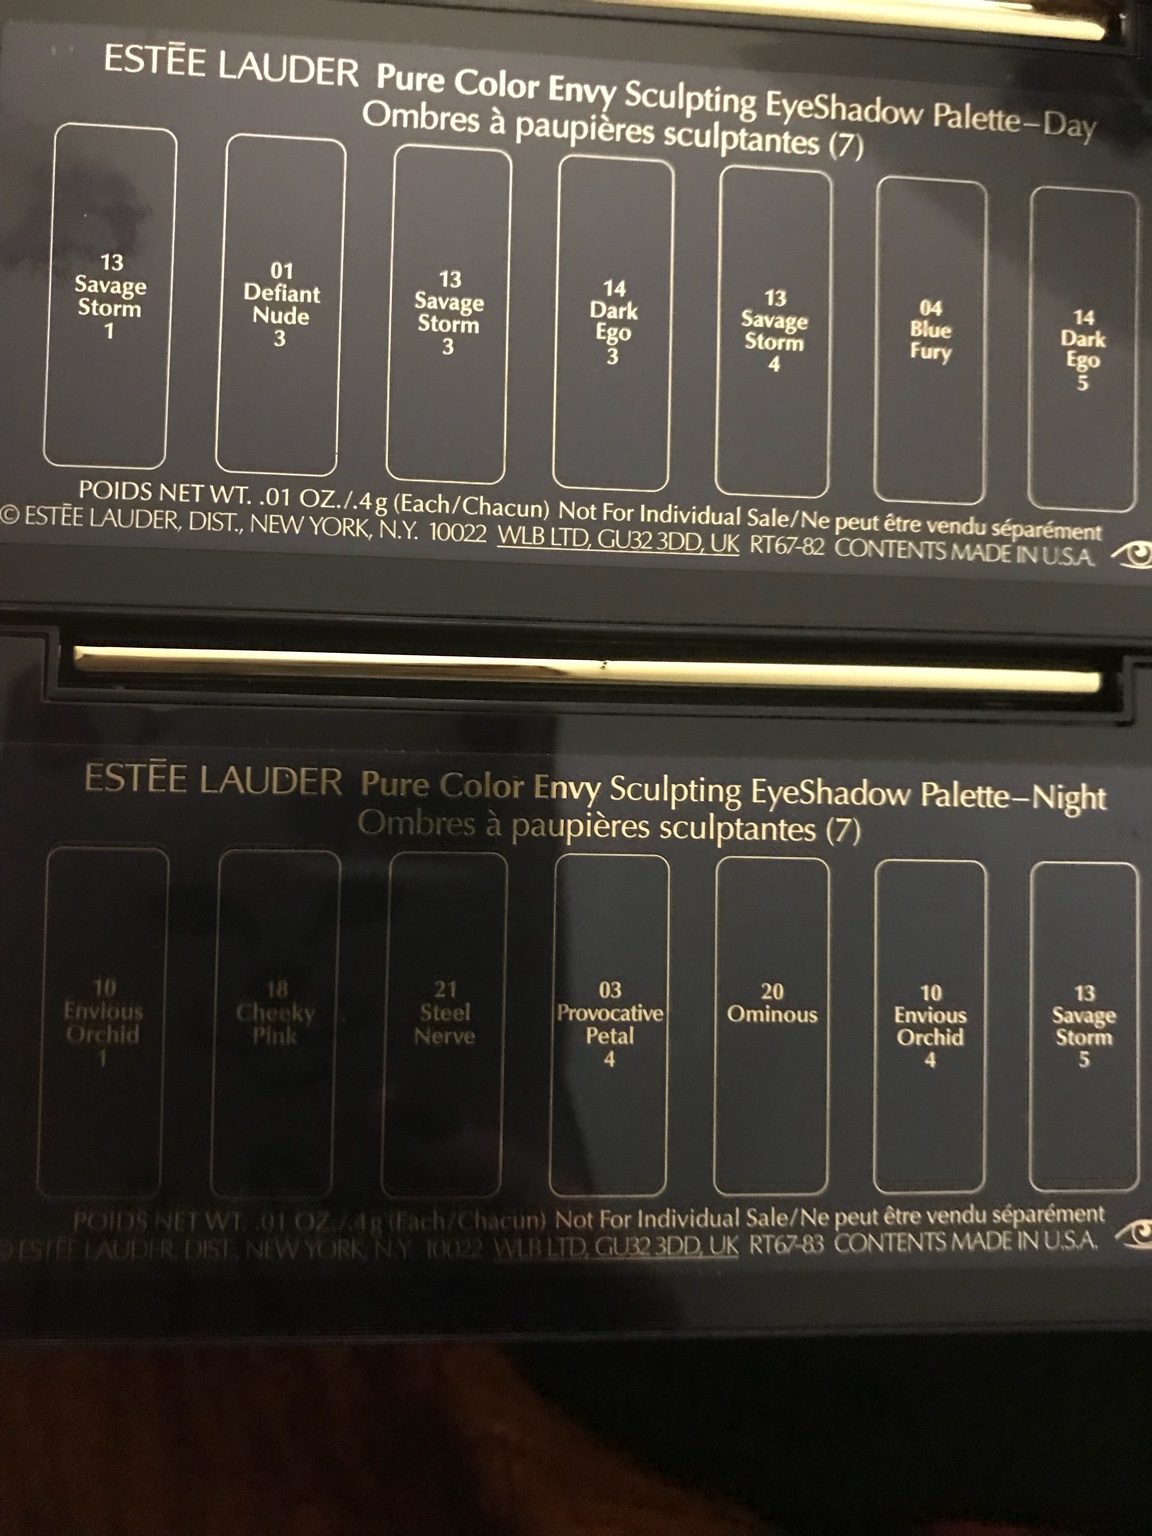 ESTĒE LAUDER Pure Color Envy Sculpting EyeShadow Palette–Day
Ombres à paupières sculptantes (7)
13
Savage
Storm
1
01
Defiant
Nude
3
13
Savage
Storm
3
14
Dark
Ego
3
13
Savage
Storm
4
04
Blue
Fury
14
Dark
Ego
5
POIDS NET WT. .01 OZ./.4g (Each/Chacun) Not For Individual Sale/Ne peut être vendu séparément
© ESTĒE LAUDER, DIST., NEW YORK, N.Y. 10022 WLB LTD, GU32 3DD, UK RT67-82 CONTENTS MADE IN U.S.A.
ESTĒE LAUDER Pure Color Envy Sculpting EyeShadow Palette–Night
Ombres à paupières sculptantes (7)
10
Envious
Orchid
1
18
Cheeky
Pink
21
Steel
Nerve
03
Provocative
Petal
4
20
Ominous
10
Envious
Orchid
4
13
Savage
Storm
5
POIDS NET WT. .01 OZ./.4g (Each/Chacun) Not For Individual Sale/Ne peut être vendu séparément
© ESTĒE LAUDER, DIST., NEW YORK, N.Y. 10022 WLB LTD, GU32 3DD, UK RT67-83 CONTENTS MADE IN U.S.A.